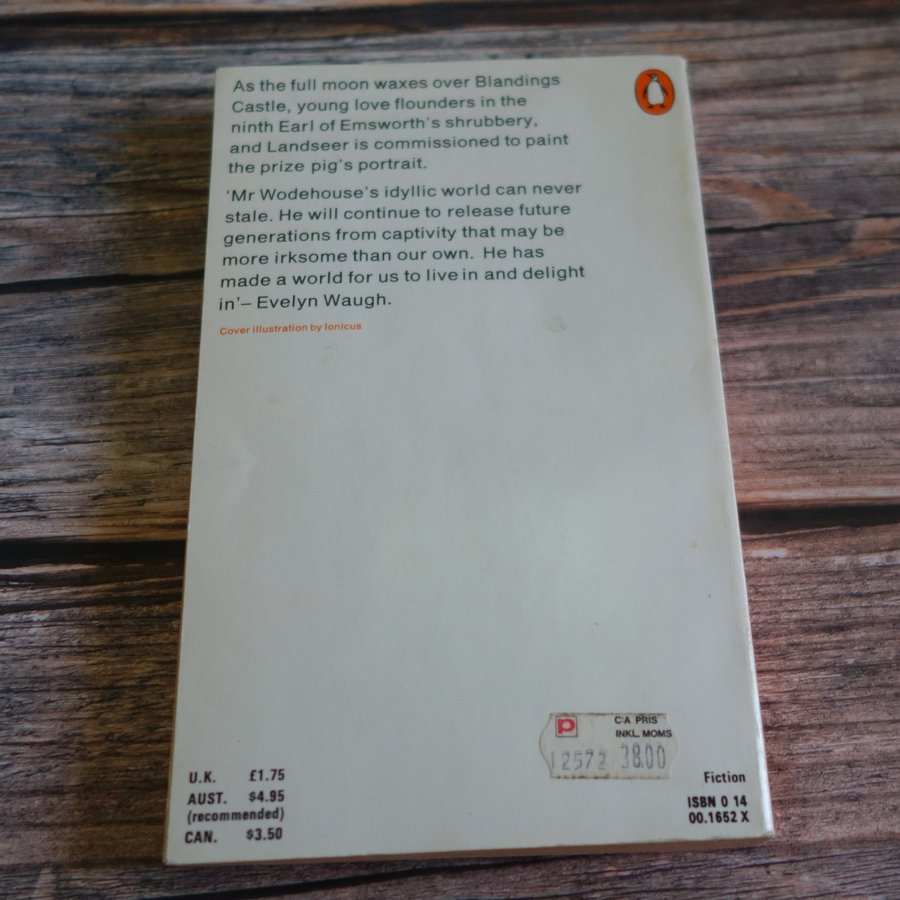 As the full moon waxes over Blandings
Castle, young love flounders in the
ninth Earl of Emsworth's shrubbery,
and Landseer is commissioned to paint
the prize pig's portrait.
'Mr Wodehouse's idyllic world can never
stale. He will continue to release future
generations from captivity that may be
more irksome than our own. He has
made a world for us to live in and delight
in'– Evelyn Waugh.
Cover illustration by Ionicus
p
C:A PRIS
INKL. MOMS
12572 38.00
U.K. £1.75
AUST. $4.95
(recommended)
CAN. $3.50
Fiction
ISBN 0 14
00.1652 X